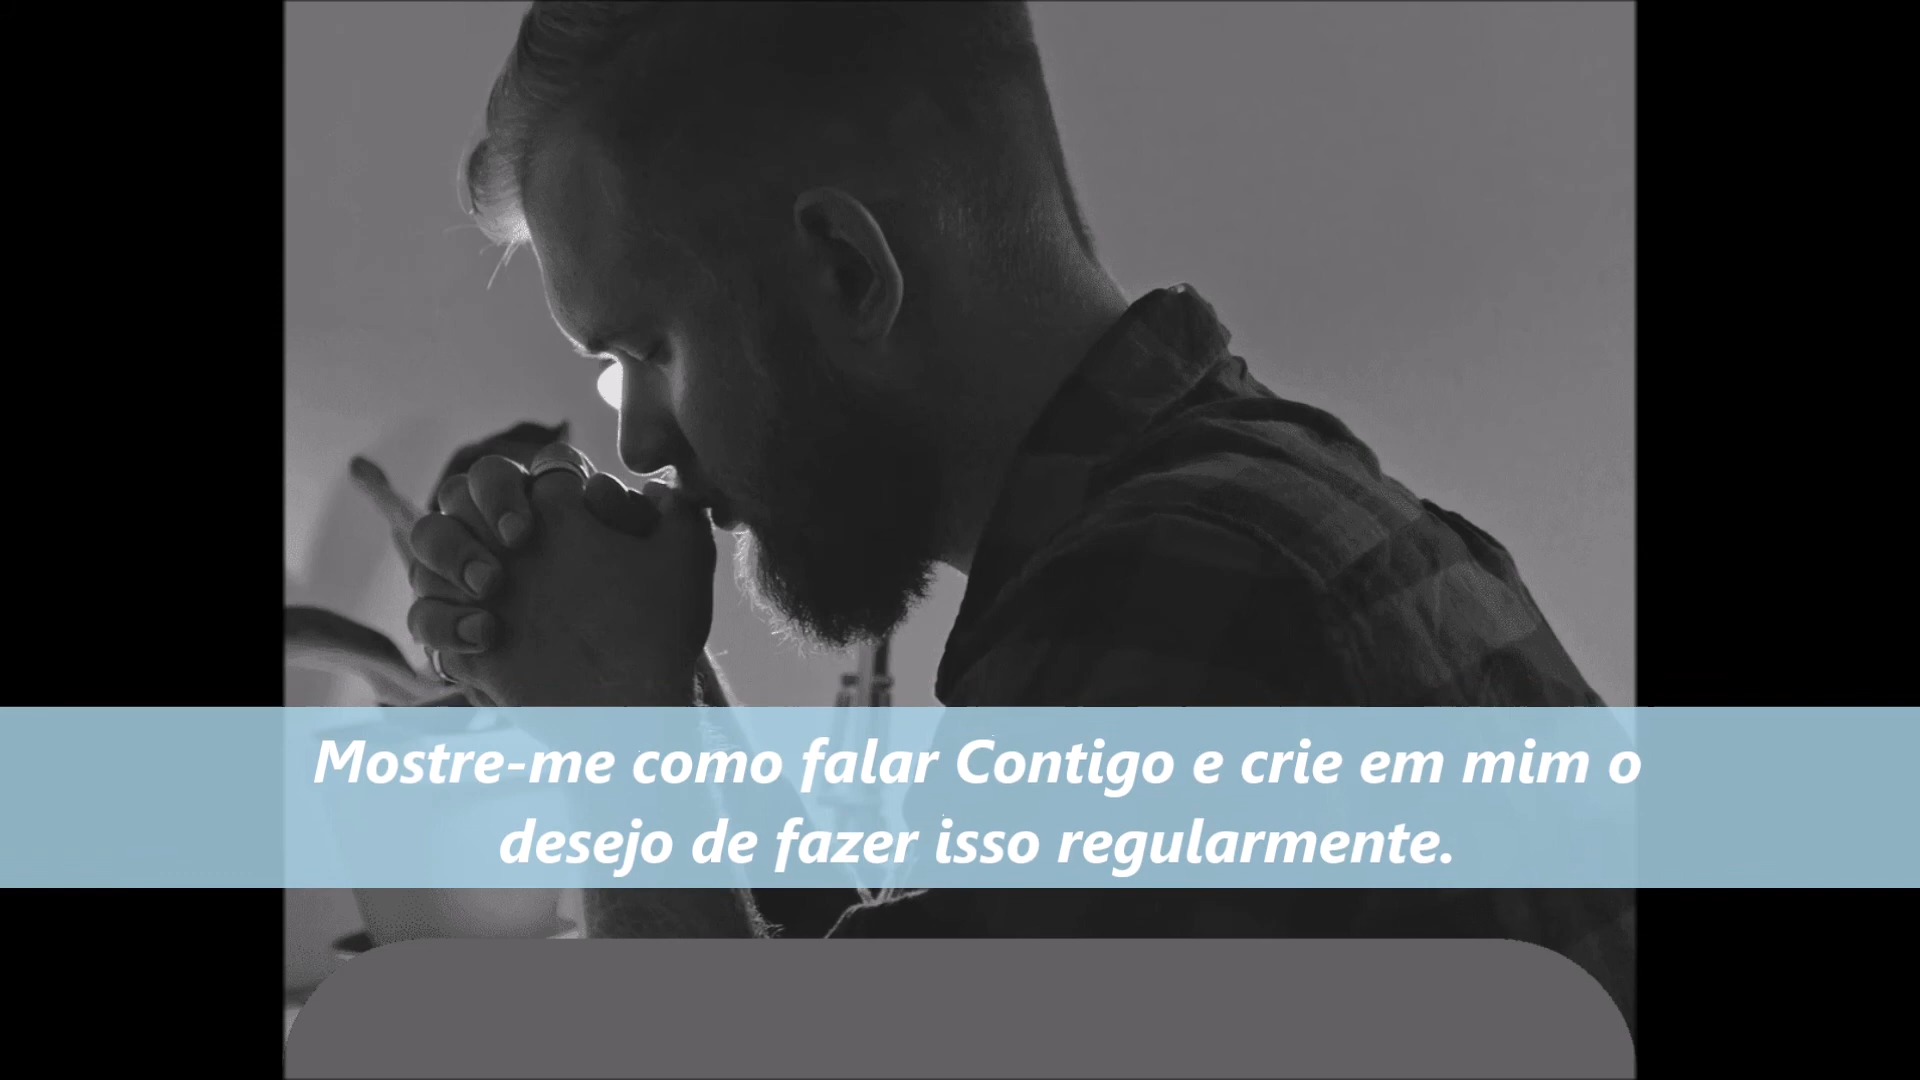 Mostre-me como falar Contigo e crie em mim o
desejo de fazer isso regularmente.